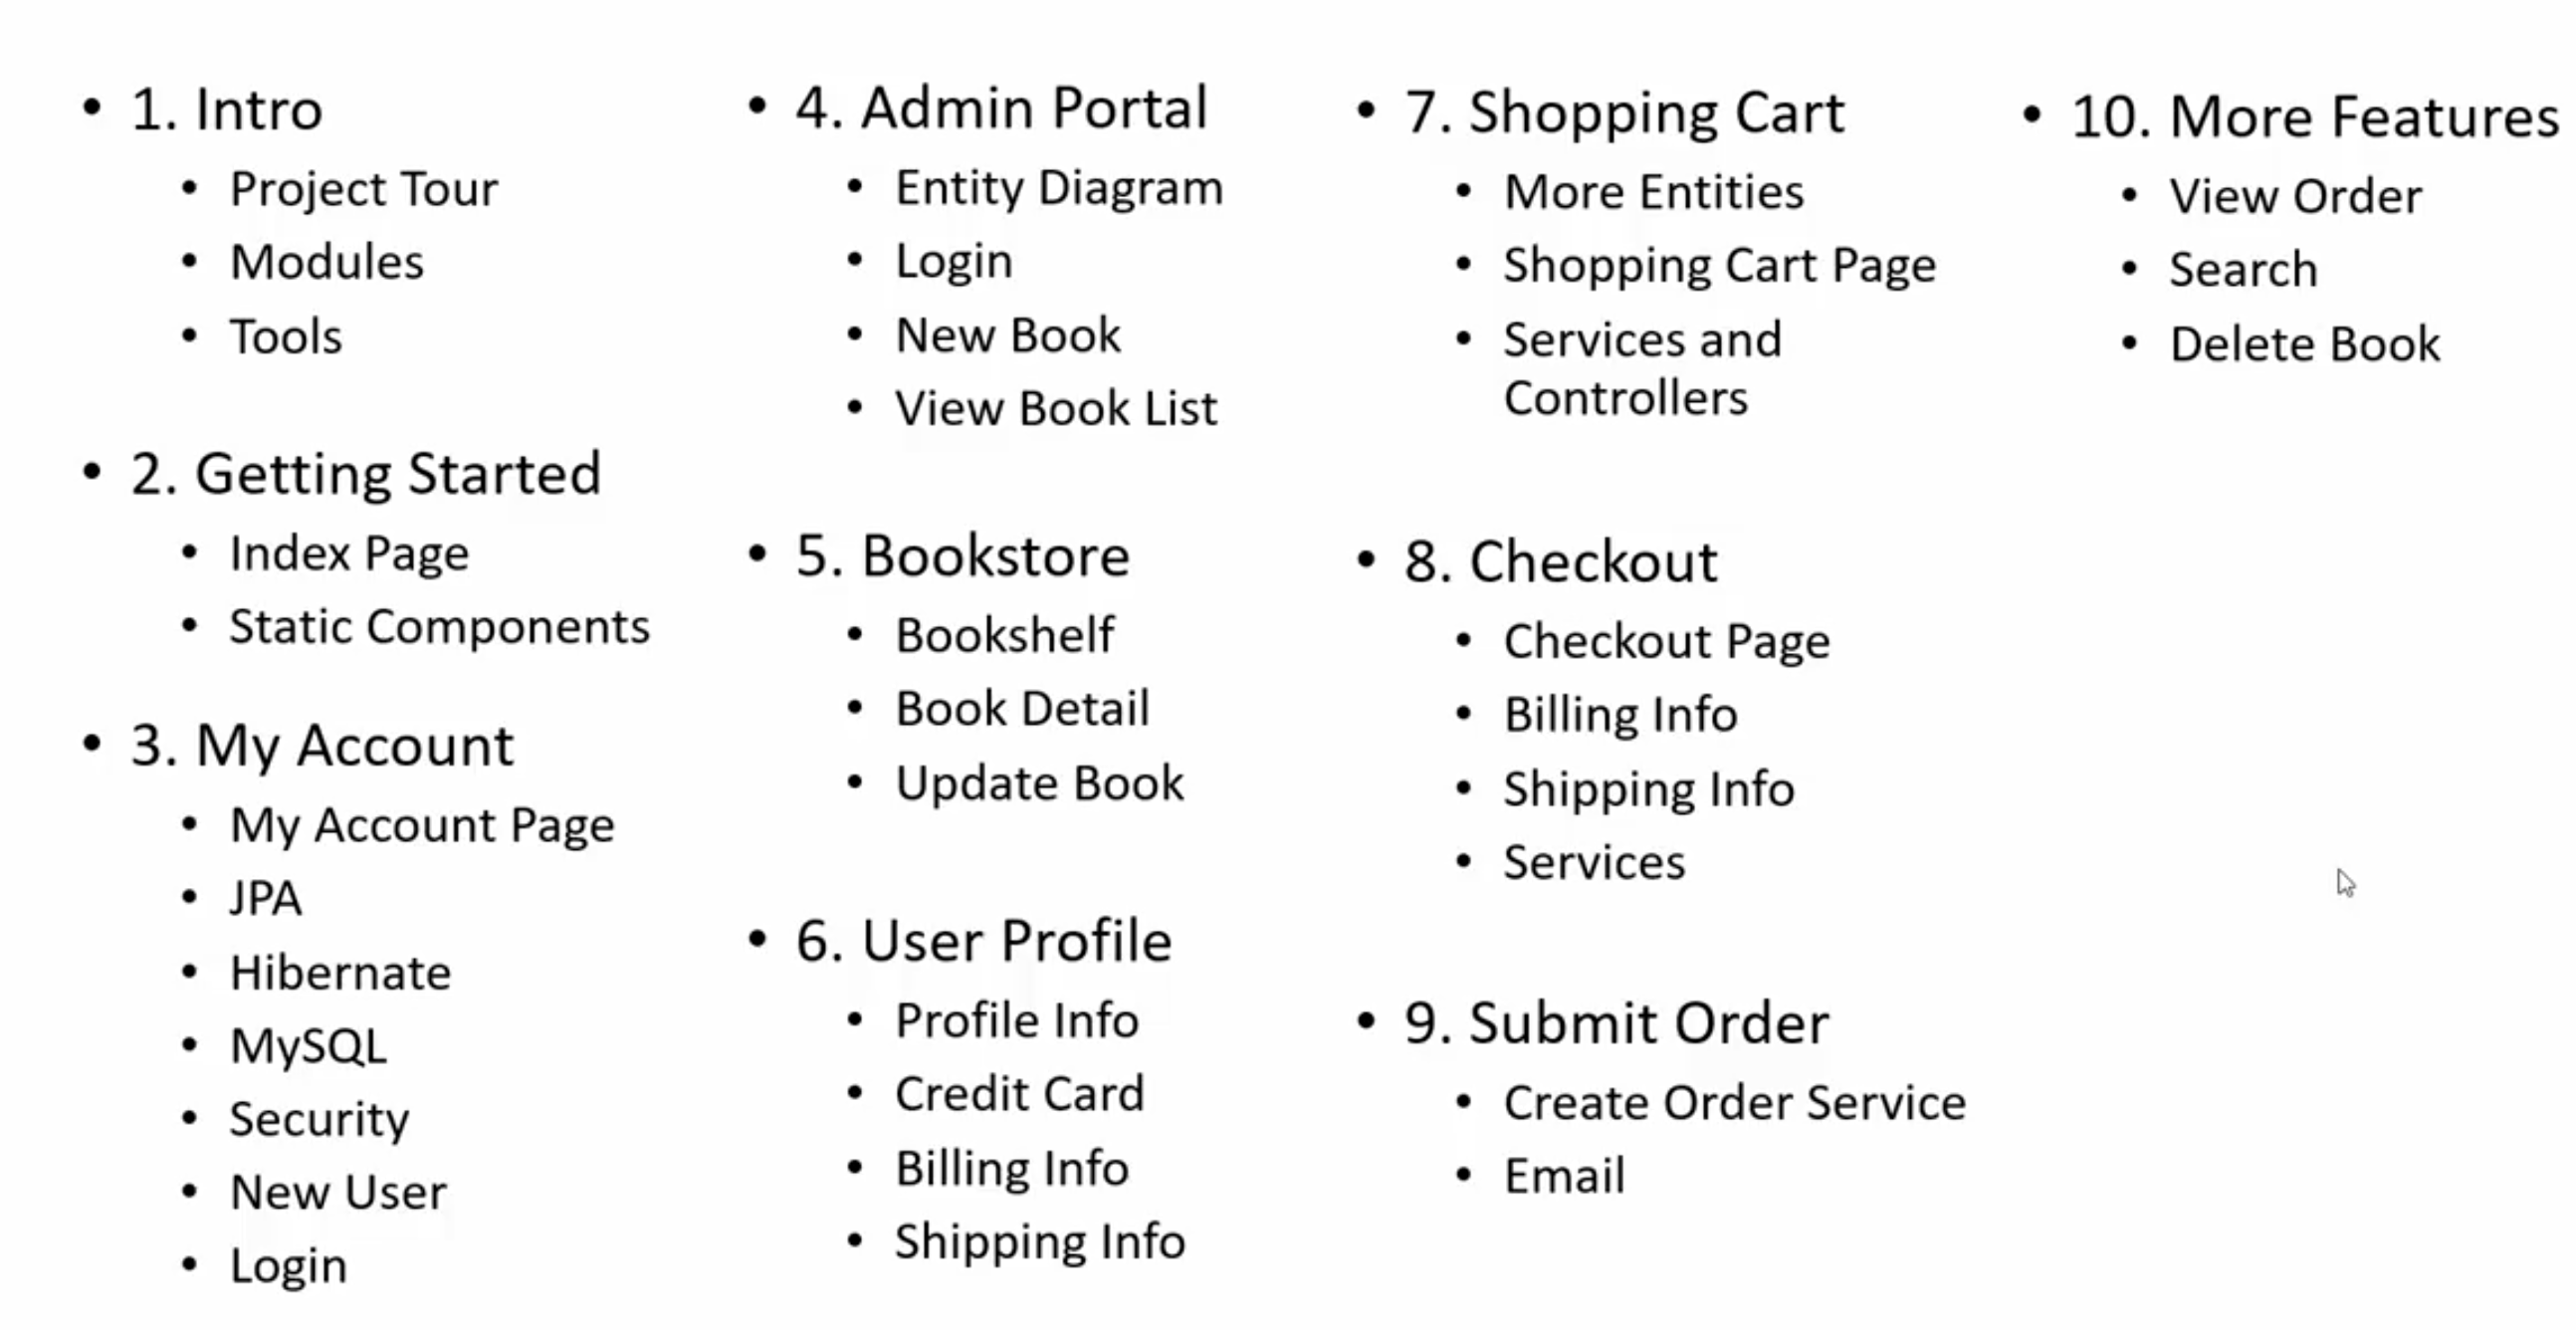 • 1. Intro
• Project Tour
• Modules
• Tools
• 2. Getting Started
• Index Page
• Static Components
• 3. My Account
• My Account Page
• JPA
• Hibernate
• MySQL
• Security
• New User
• Login
• 4. Admin Portal
• Entity Diagram
• Login
• New Book
• View Book List
• 5. Bookstore
• Bookshelf
• Book Detail
• Update Book
• 6. User Profile
• Profile Info
• Credit Card
• Billing Info
• Shipping Info
• 7. Shopping Cart
• More Entities
• Shopping Cart Page
• Services and
Controllers
• 8. Checkout
• Checkout Page
• Billing Info
• Shipping Info
• Services
• 9. Submit Order
• Create Order Service
• Email
• 10. More Features
• View Order
• Search
• Delete Book